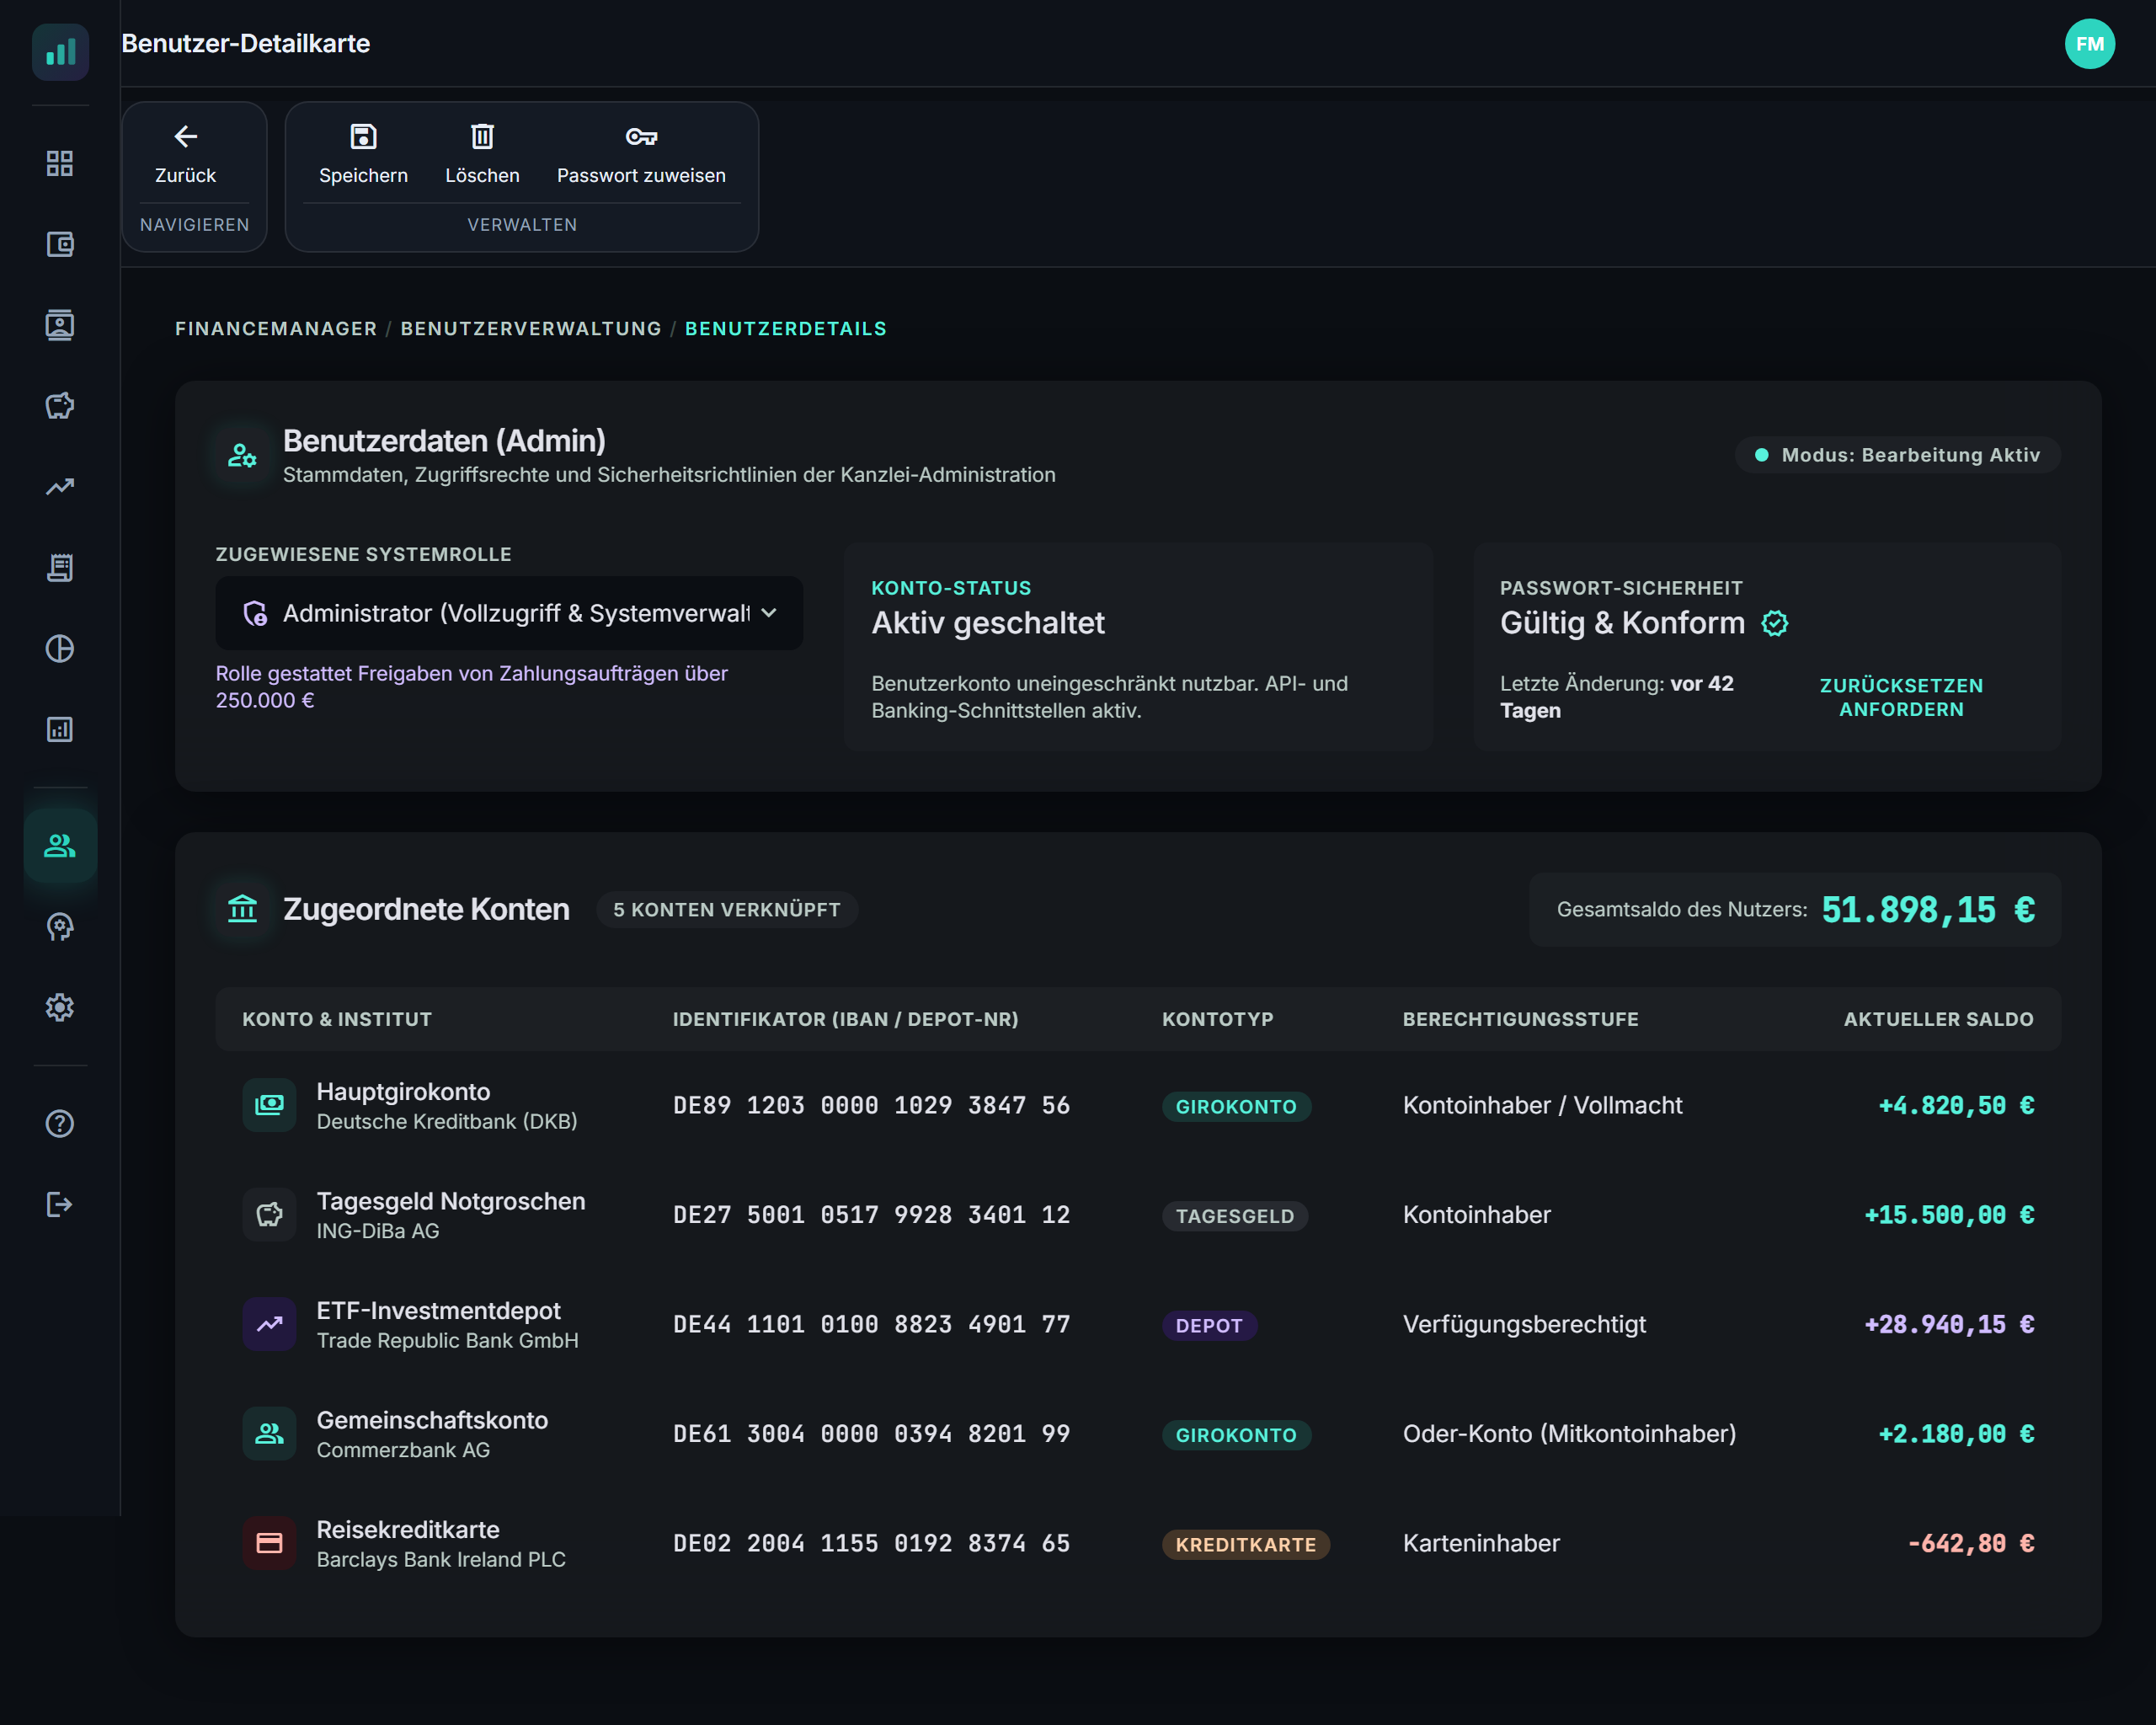 Benutzer-Detailkarte
FM
Zurück
NAVIGIEREN
Speichern
Löschen
Passwort zuweisen
VERWALTEN
FINANCEMANAGER / BENUTZERVERWALTUNG / BENUTZERDETAILS
Benutzerdaten (Admin)
Stammdaten, Zugriffsrechte und Sicherheitsrichtlinien der Kanzlei-Administration
Modus: Bearbeitung Aktiv
ZUGEWIESENE SYSTEMROLLE
Administrator (Vollzugriff & Systemverwalt
Rolle gestattet Freigaben von Zahlungsaufträgen über
250.000 €
KONTO-STATUS
Aktiv geschaltet
Benutzerkonto uneingeschränkt nutzbar. API- und
Banking-Schnittstellen aktiv.
PASSWORT-SICHERHEIT
Gültig & Konform
Letzte Änderung: vor 42
Tagen
ZURÜCKSETZEN
ANFORDERN
Zugeordnete Konten
5 KONTEN VERKNÜPFT
Gesamtsaldo des Nutzers: 51.898,15 €
KONTO & INSTITUT IDENTIFIKATOR (IBAN / DEPOT-NR) KONTOTYP BERECHTIGUNGSSTUFE AKTUELLER SALDO
Hauptgirokonto
Deutsche Kreditbank (DKB)
DE89 1203 0000 1029 3847 56
GIROKONTO
Kontoinhaber / Vollmacht
+4.820,50 €
Tagesgeld Notgroschen
ING-DiBa AG
DE27 5001 0517 9928 3401 12
TAGESGELD
Kontoinhaber
+15.500,00 €
ETF-Investmentdepot
Trade Republic Bank GmbH
DE44 1101 0100 8823 4901 77
DEPOT
Verfügungsberechtigt
+28.940,15 €
Gemeinschaftskonto
Commerzbank AG
DE61 3004 0000 0394 8201 99
GIROKONTO
Oder-Konto (Mitkontoinhaber)
+2.180,00 €
Reisekreditkarte
Barclays Bank Ireland PLC
DE02 2004 1155 0192 8374 65
KREDITKARTE
Karteninhaber
-642,80 €